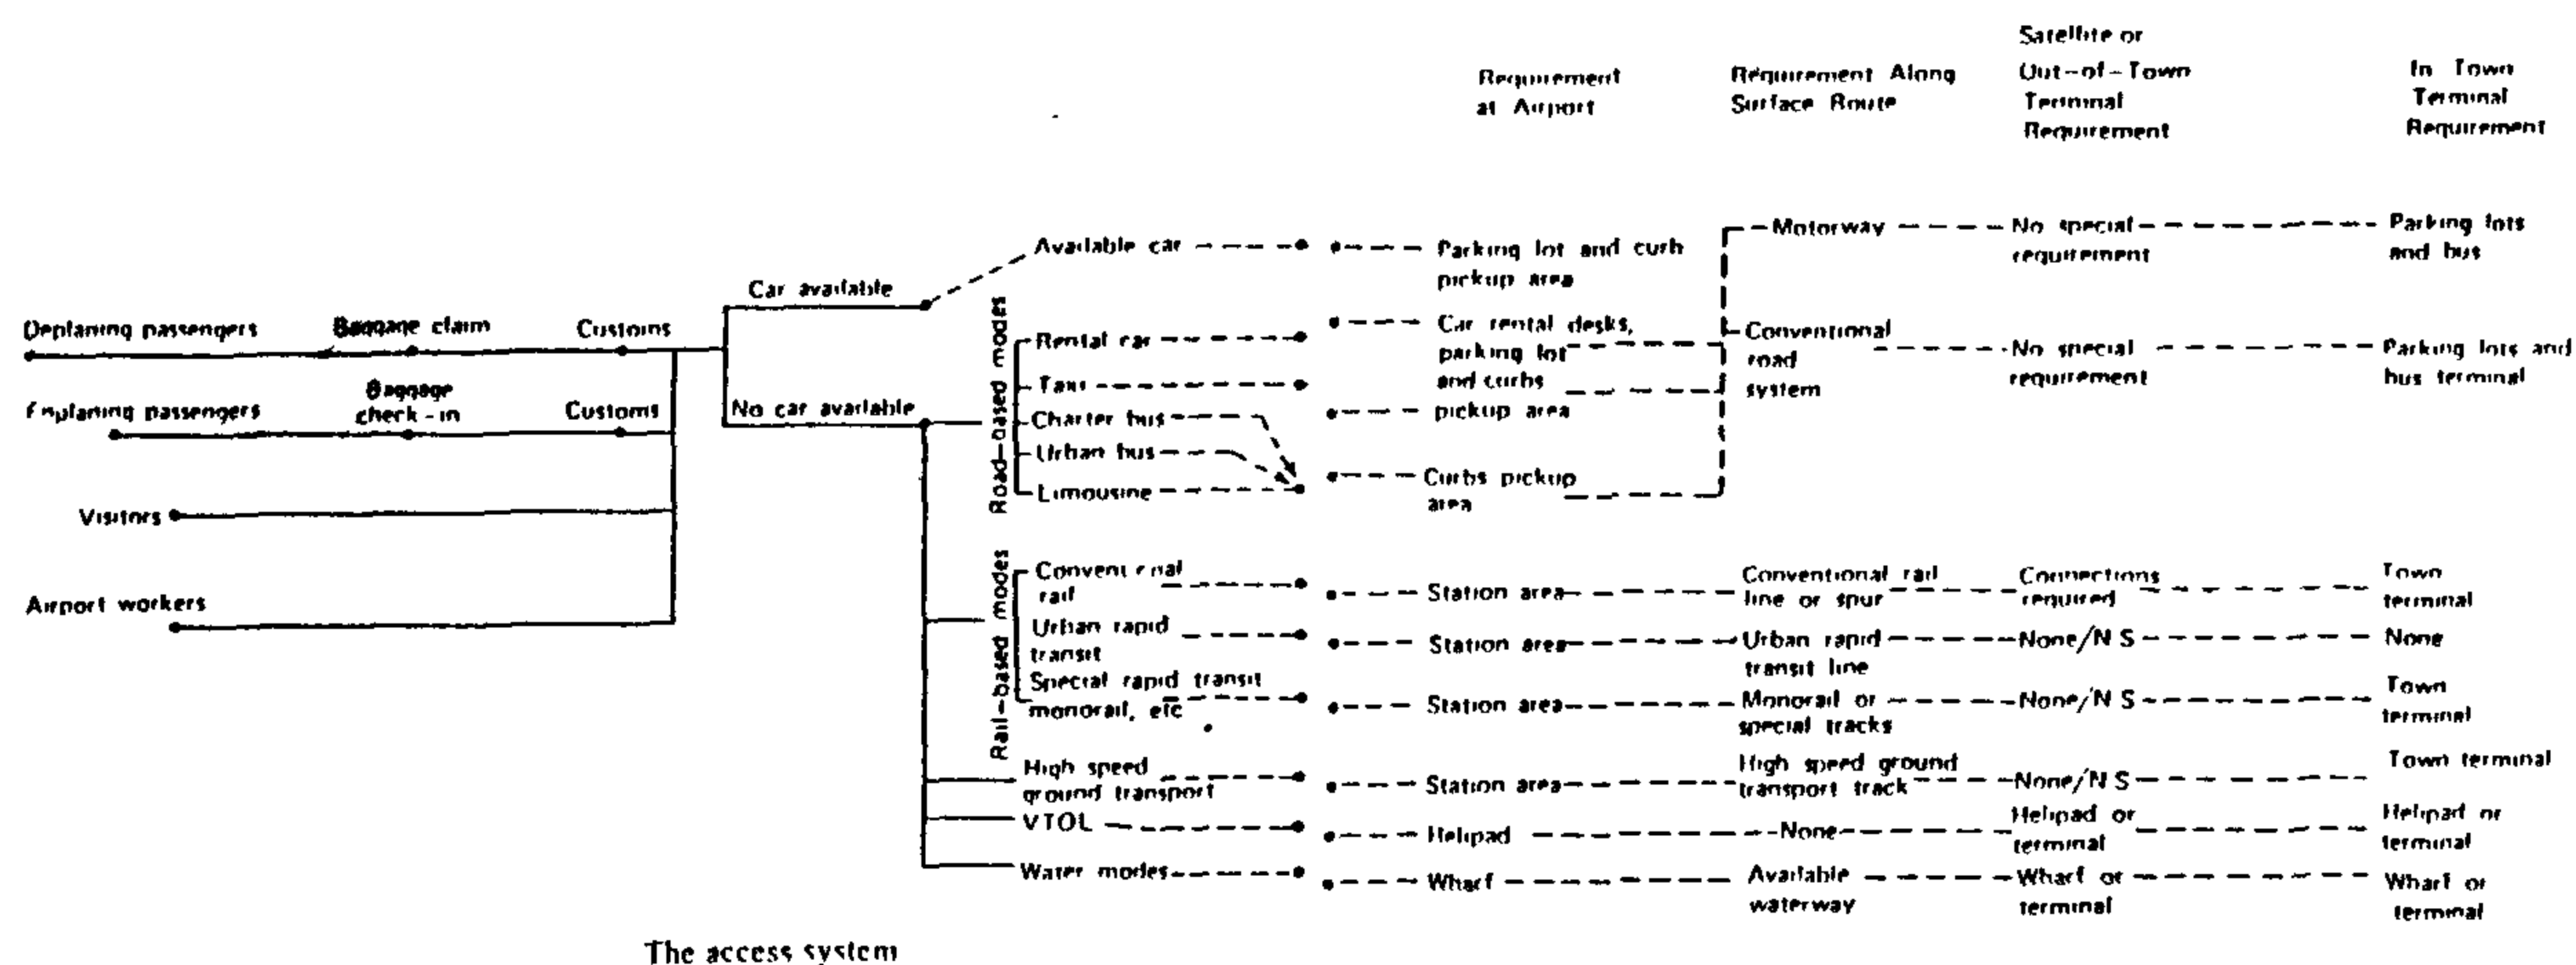 Requirement
at Airport
Requirement Along
Surface Route
Satellite or
Out-of-Town
Terminal
Requirement
In Town
Terminal
Requirement
Deplaning passengers
Baggage claim
Customs
Enplaning passengers
Baggage
check-in
Customs
Visitors
Airport workers
Car available
No car available
Road-based modes
Available car
Rental car
Taxi
Charter bus
Urban bus
Limousine
Rail-based modes
Conventional
rail
Urban rapid
transit
Special rapid transit
monorail, etc
High speed
ground transport
VTOL
Water modes
Parking lot and curb
pickup area
Car rental desks,
parking lot
and curbs
pickup area
Curbs pickup
area
Station area
Station area
Station area
Station area
Helipad
Wharf
Motorway
Conventional
road
system
Conventional rail
line or spur
Urban rapid
transit line
Monorail or
special tracks
High speed ground
transport track
None
Available
waterway
No special
requirement
No special
requirement
Connections
required
None/N S
None/N S
None/N S
Helipad or
terminal
Wharf or
terminal
Parking lots
and bus
Parking lots and
bus terminal
Town
terminal
None
Town
terminal
Town terminal
Helipad or
terminal
Wharf or
terminal
The access system